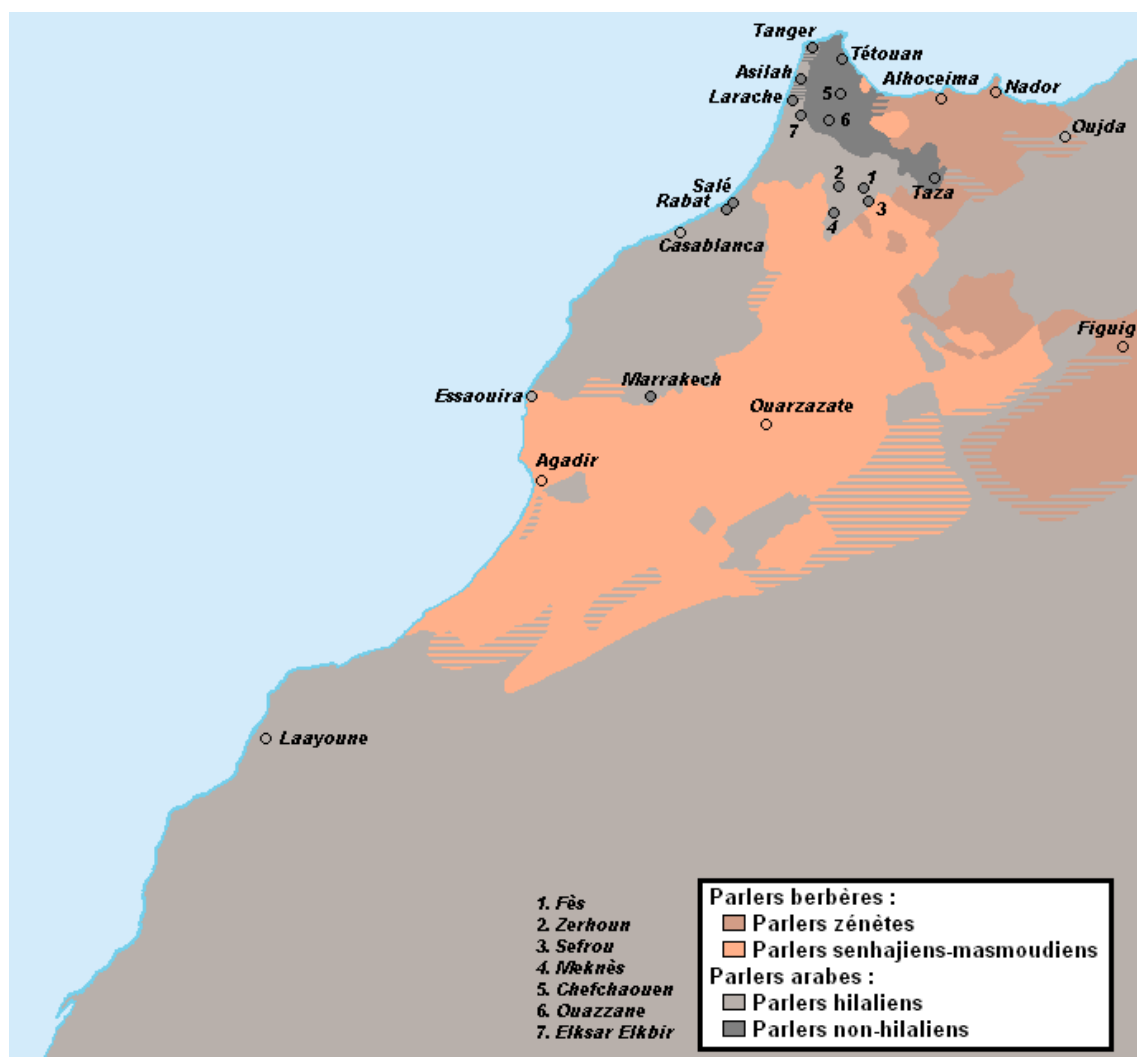 Tanger
Tétouan
Asilah
Alhoceima
Nador
Larache
5
6
7
Oujda
2
1
Taza
Salé
Rabat
3
4
Casablanca
Figuig
Essaouira
Marrakech
Ouarzazate
Agadir
Laayoune
1. Fès
2. Zerhoun
3. Sefrou
4. Meknès
5. Chefchaouen
6. Ouazzane
7. Elksar Elkbir
Parlers berbères :
Parlers zénètes
Parlers senhajiens-masmoudiens
Parlers arabes :
Parlers hilaliens
Parlers non-hilaliens